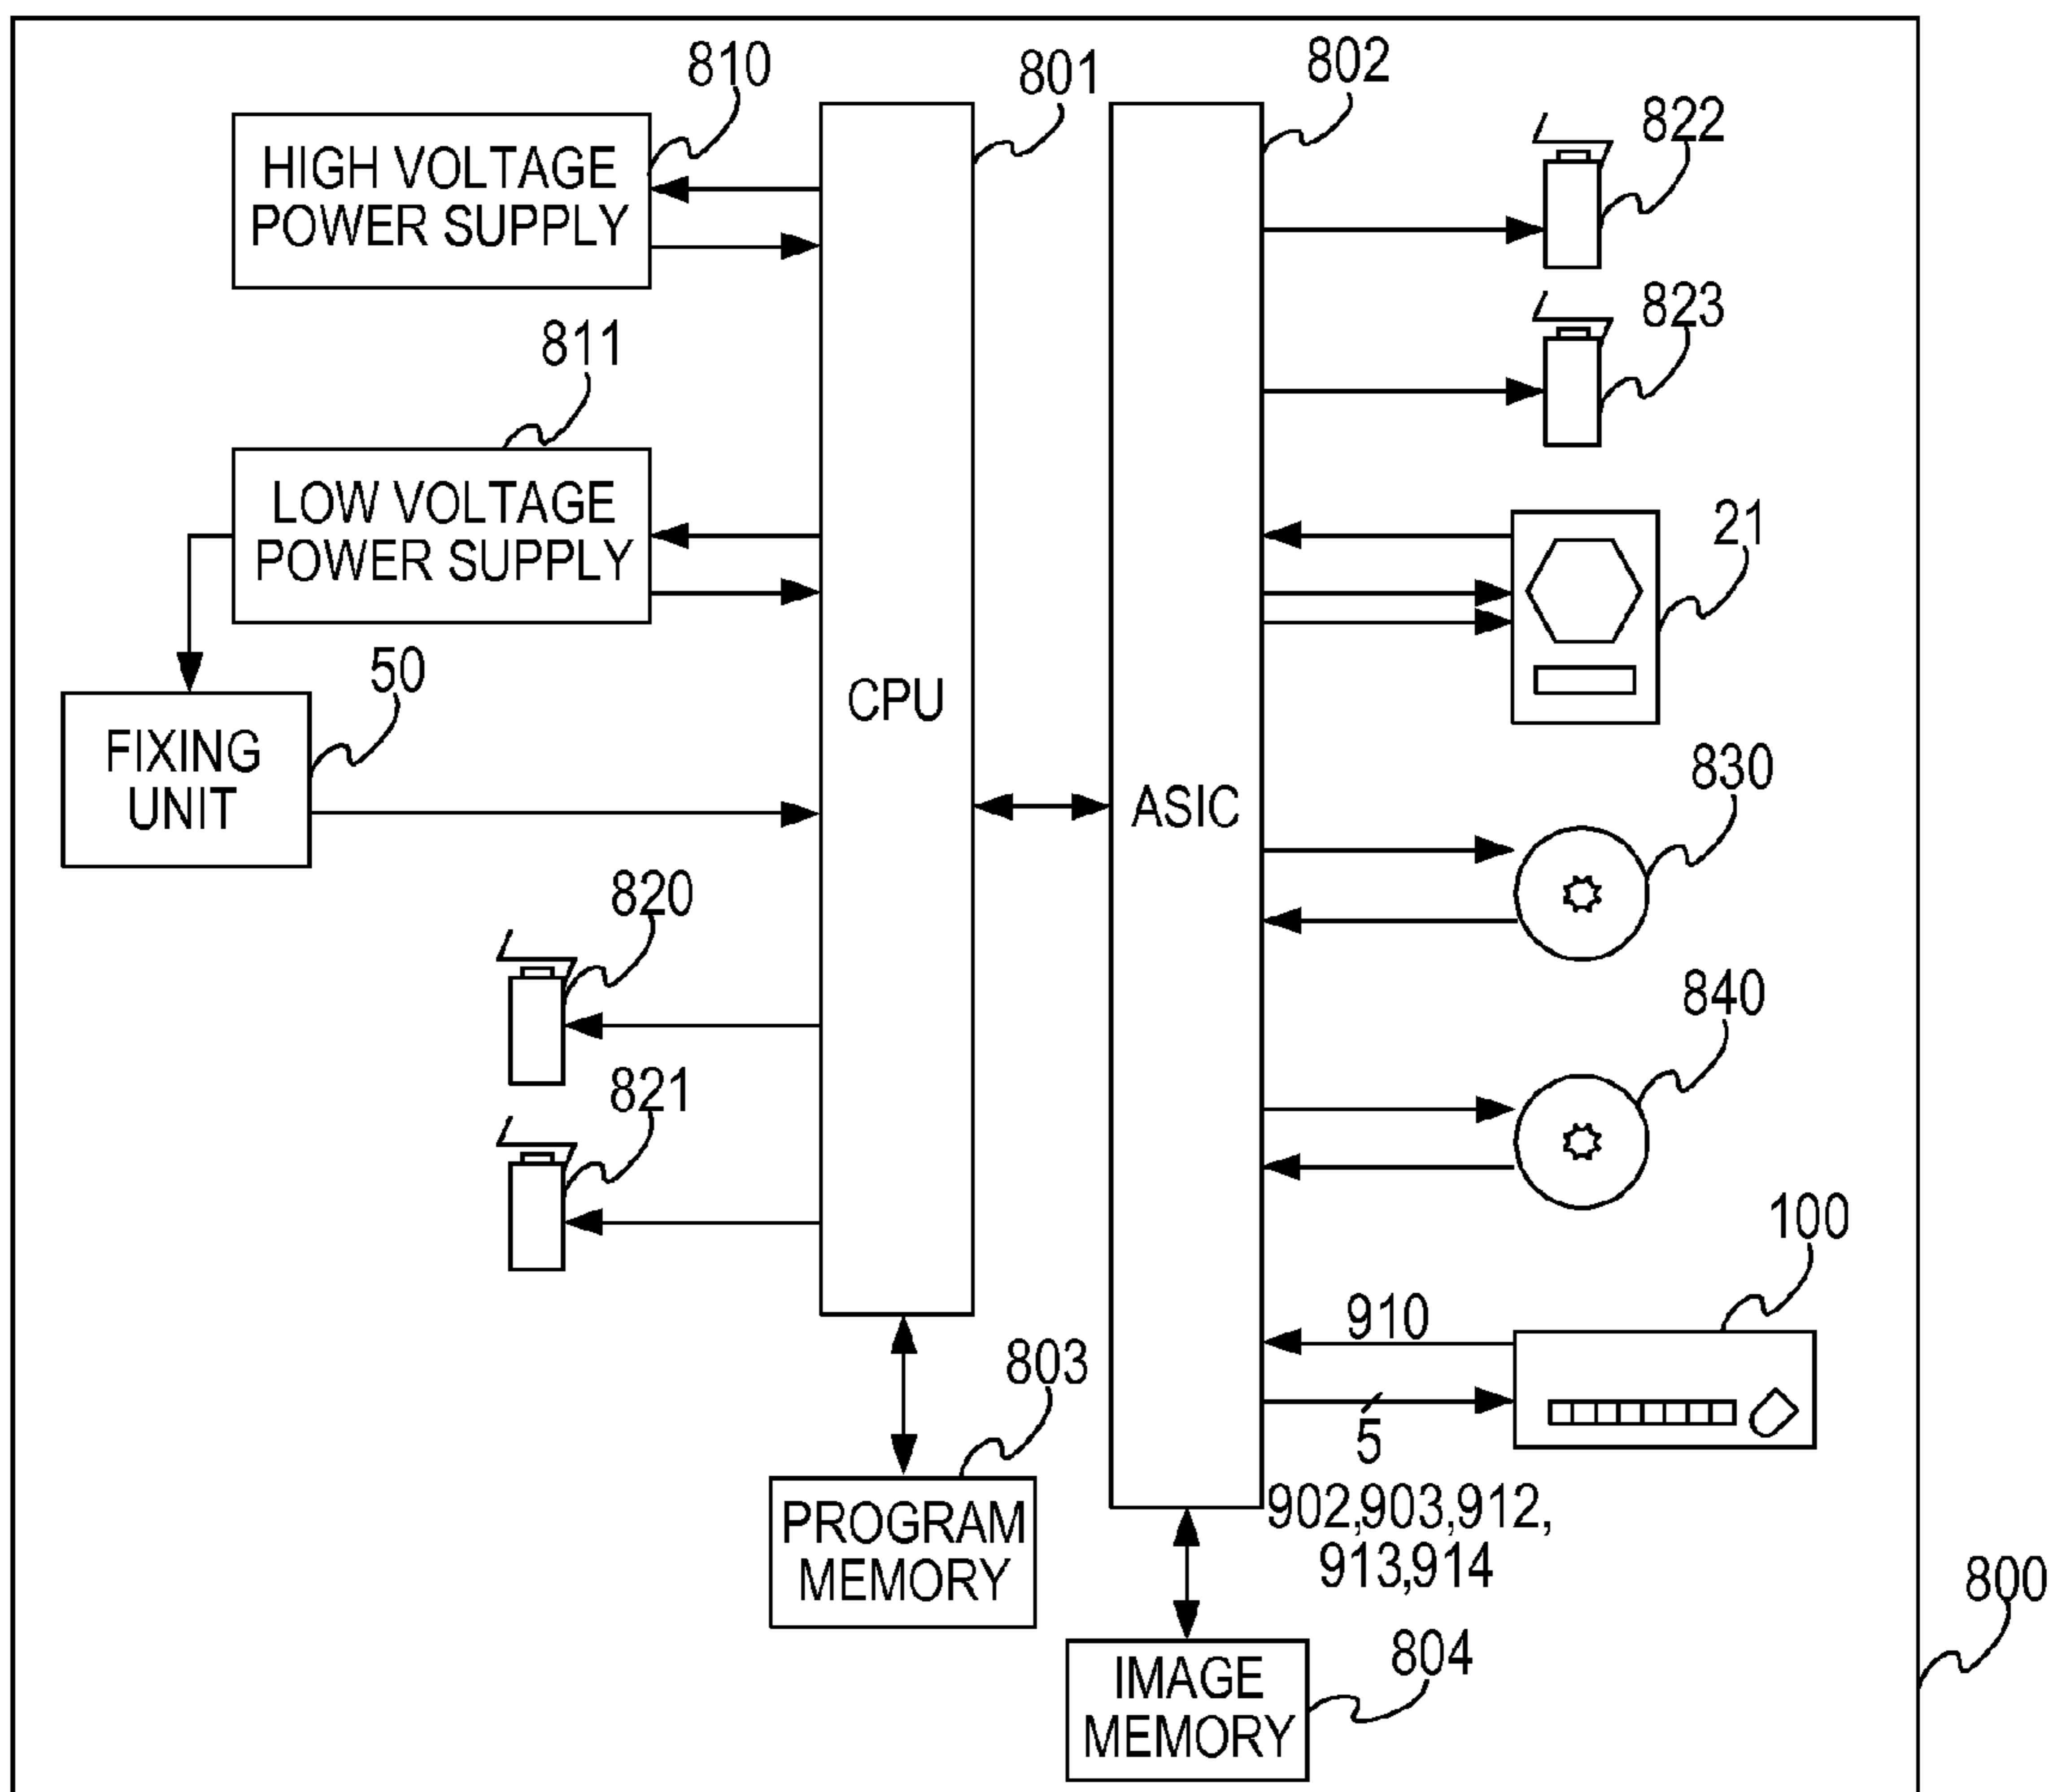 810
801
802
822
HIGH VOLTAGE
POWER SUPPLY
823
811
LOW VOLTAGE
POWER SUPPLY
21
50
FIXING
UNIT
CPU
ASIC
830
820
840
821
100
910
803
5
902,903,912,
913,914
PROGRAM
MEMORY
800
804
IMAGE
MEMORY